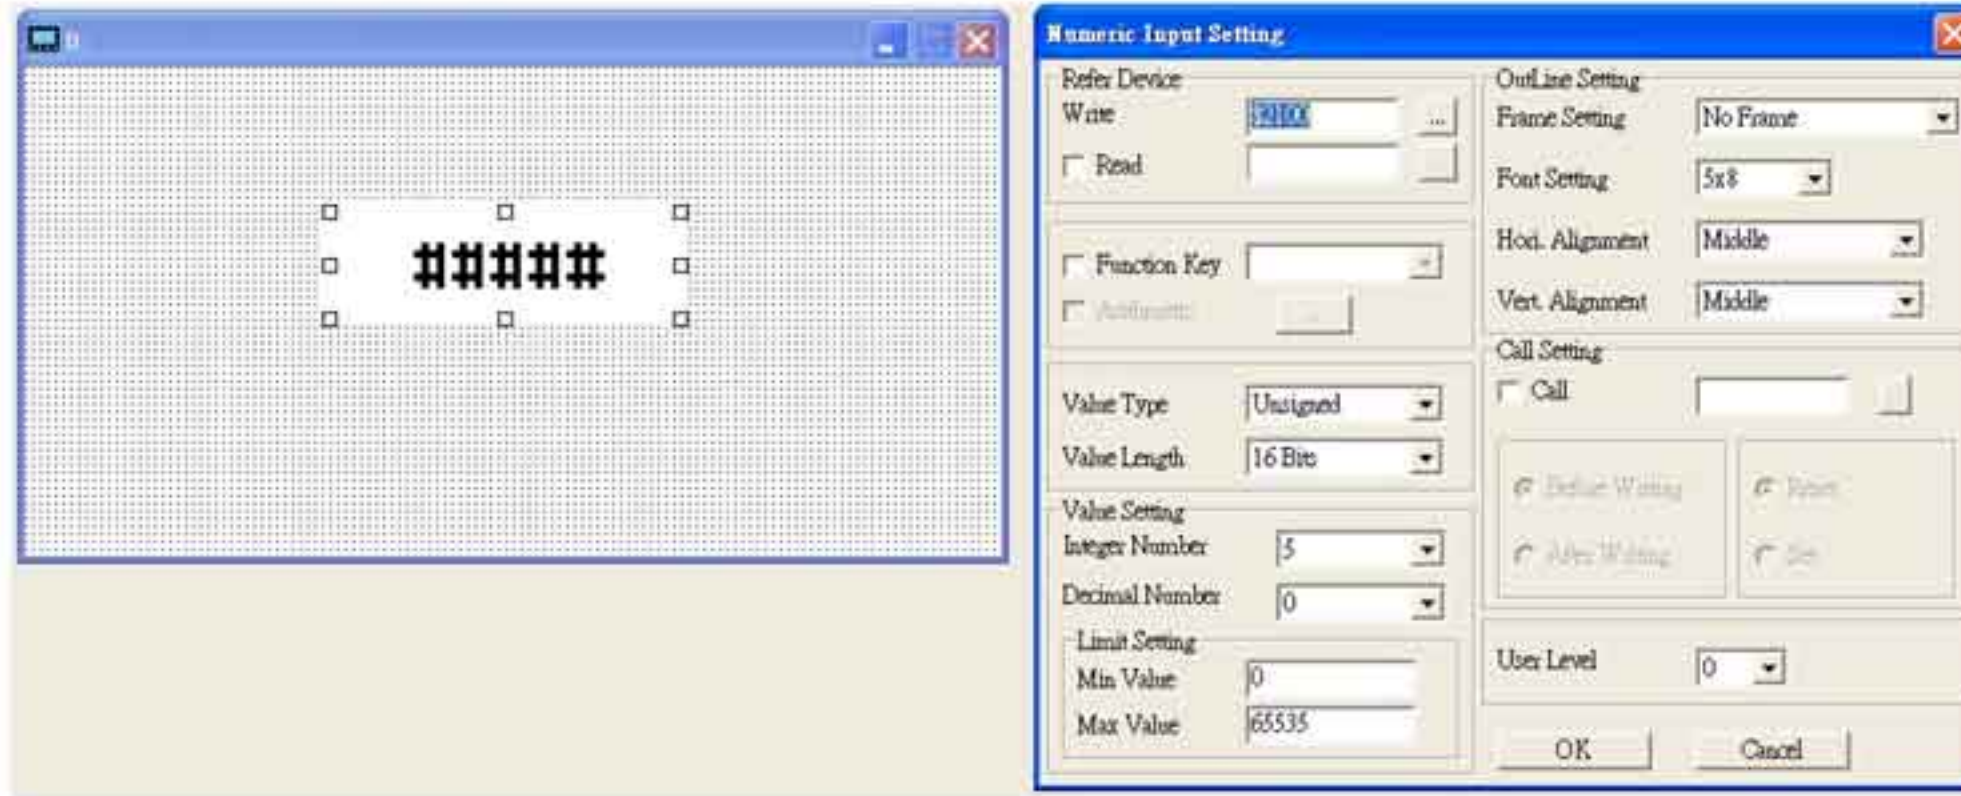 #####
Numeric Input Setting
Refer Device
Write
...
Read
Function Key
Value Type
Unsigned
Value Length
16 Bits
Value Setting
Integer Number
5
Decimal Number
0
Limit Setting
Min Value
0
Max Value
65535
OutLine Setting
Frame Setting
No Frame
Font Setting
5x8
Hori. Alignment
Middle
Vert. Alignment
Middle
Call Setting
Call
User Level
0
OK
Cancel